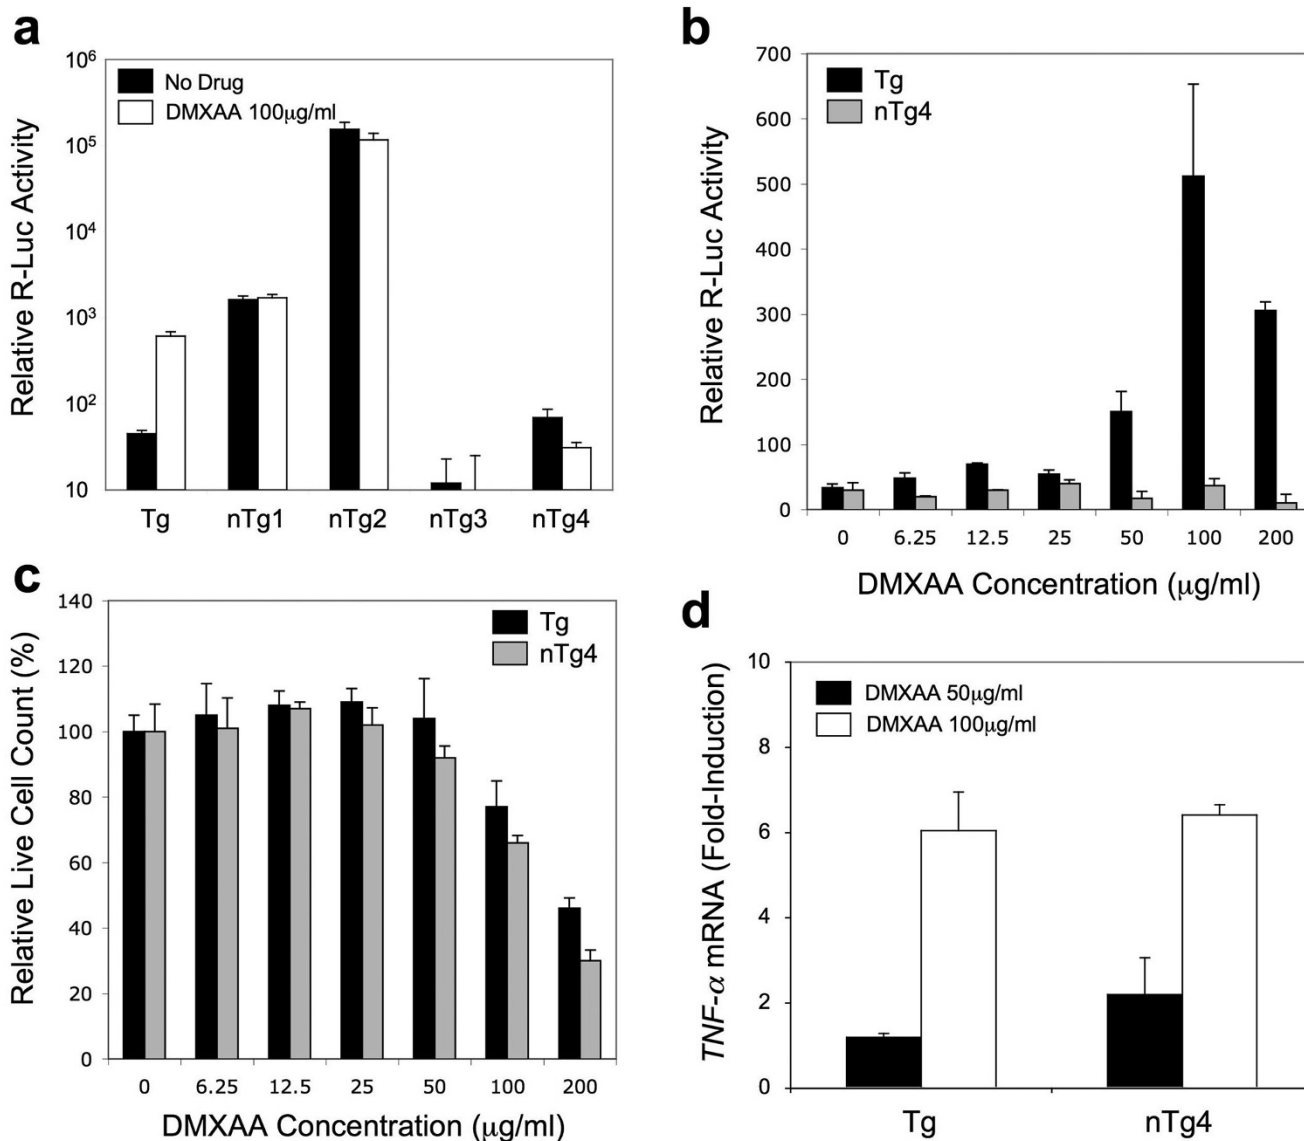 a
Relative R-Luc Activity
10⁶
10⁵
10⁴
10³
10²
10
No Drug
DMXAA 100µg/ml
Tg nTg1 nTg2 nTg3 nTg4
b
Relative R-Luc Activity
700
600
500
400
300
200
100
0
Tg
nTg4
0 6.25 12.5 25 50 100 200
DMXAA Concentration (µg/ml)
c
Relative Live Cell Count (%)
140
120
100
80
60
40
20
0
Tg
nTg4
0 6.25 12.5 25 50 100 200
DMXAA Concentration (µg/ml)
d
TNF-α mRNA (Fold-Induction)
10
8
6
4
2
0
DMXAA 50µg/ml
DMXAA 100µg/ml
Tg nTg4